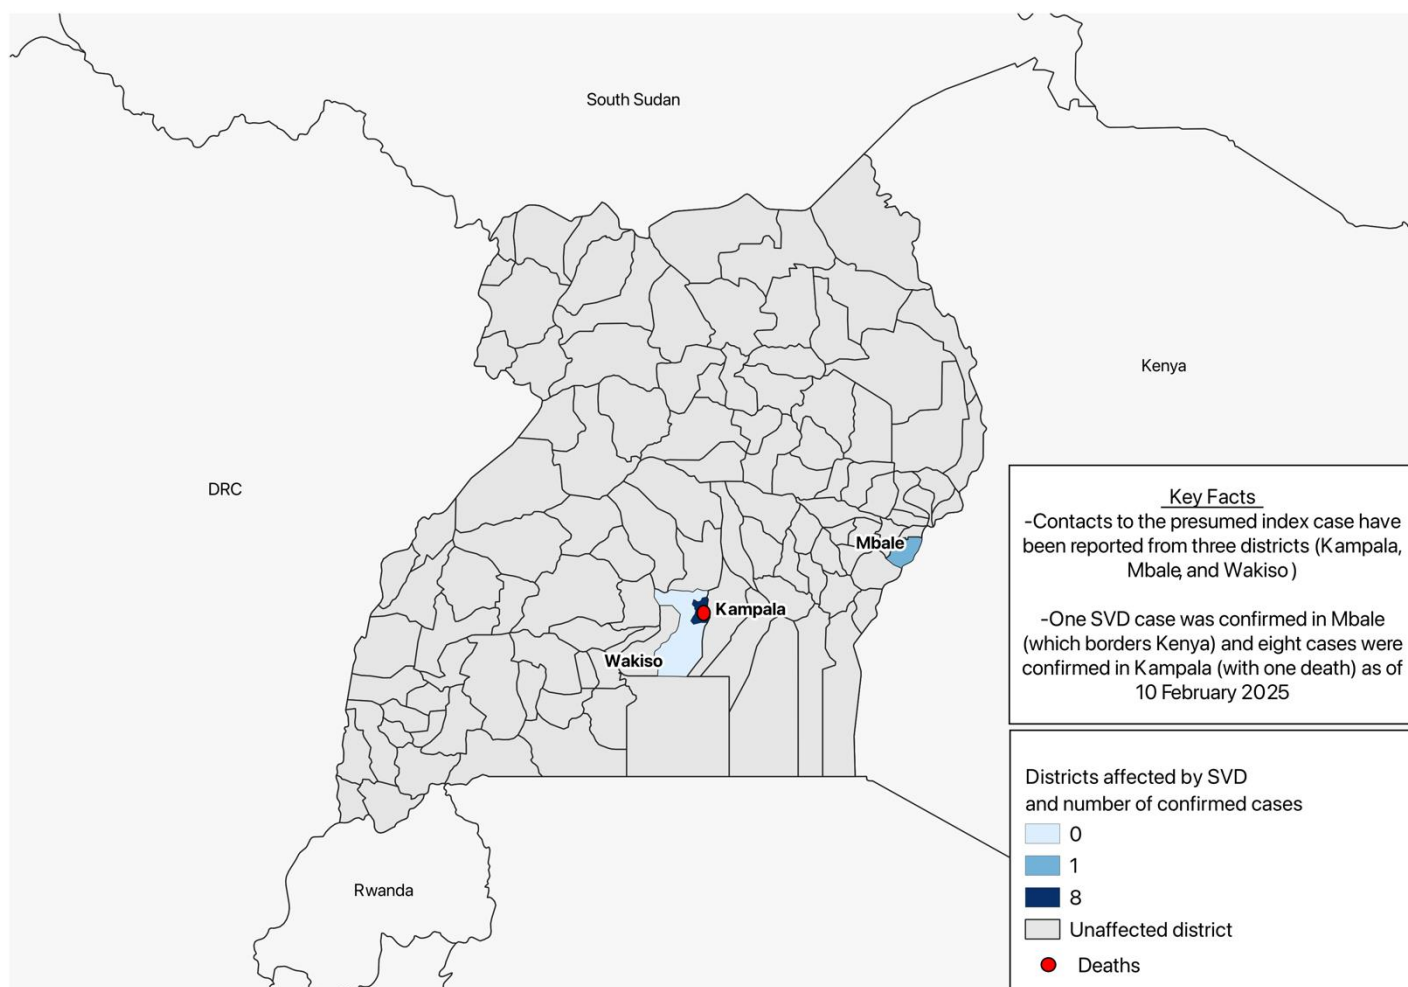 South Sudan
Kenya
DRC
Mbale
Kampala
Wakiso
Rwanda
Key Facts
-Contacts to the presumed index case have
been reported from three districts (Kampala,
Mbale, and Wakiso)
-One SVD case was confirmed in Mbale
(which borders Kenya) and eight cases were
confirmed in Kampala (with one death) as of
10 February 2025
Districts affected by SVD
and number of confirmed cases
0
1
8
Unaffected district
Deaths